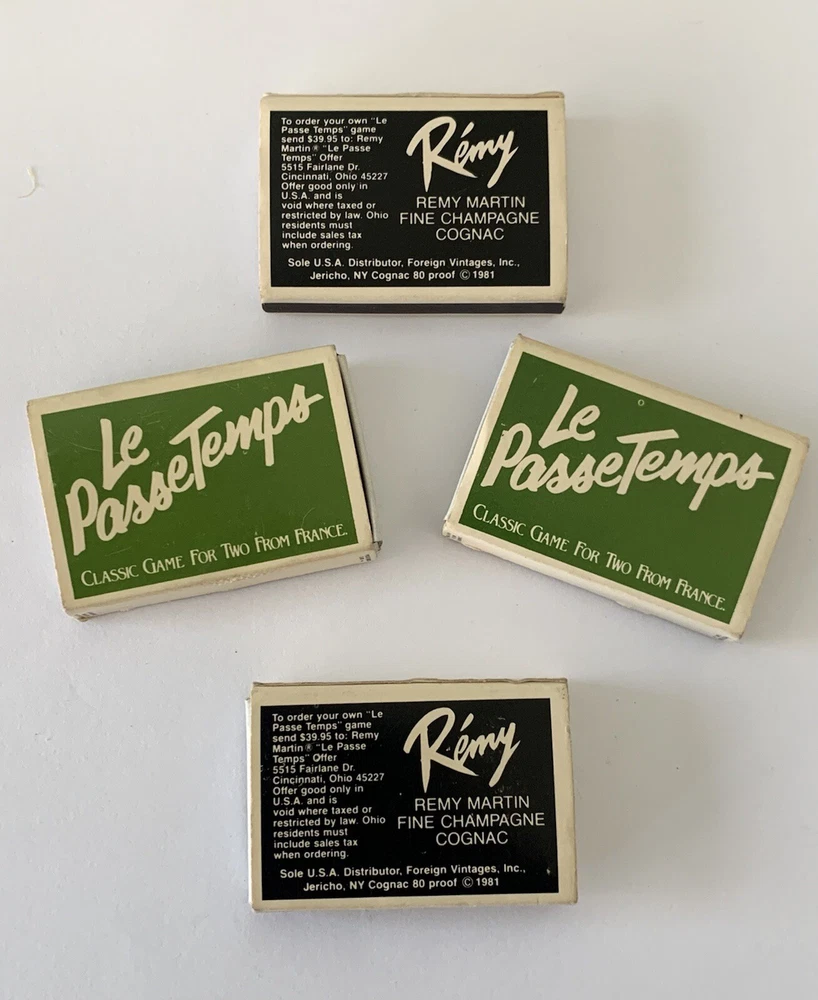 To order your own "Le
Passe Temps" game
send $39.95 to: Remy
Martin® "Le Passe
Temps" Offer
5515 Fairlane Dr.
Cincinnati, Ohio 45227
Offer good only in
U.S.A. and is
void where taxed or
restricted by law. Ohio
residents must
include sales tax
when ordering.
Rémy
REMY MARTIN
FINE CHAMPAGNE
COGNAC
Sole U.S.A. Distributor, Foreign Vintages, Inc.,
Jericho, NY Cognac 80 proof © 1981
Le
Passe Temps
CLASSIC GAME FOR TWO FROM FRANCE.
Le
Passe Temps
CLASSIC GAME FOR TWO FROM FRANCE.
To order your own "Le
Passe Temps" game
send $39.95 to: Remy
Martin® "Le Passe
Temps" Offer
5515 Fairlane Dr.
Cincinnati, Ohio 45227
Offer good only in
U.S.A. and is
void where taxed or
restricted by law. Ohio
residents must
include sales tax
when ordering.
Rémy
REMY MARTIN
FINE CHAMPAGNE
COGNAC
Sole U.S.A. Distributor, Foreign Vintages, Inc.,
Jericho, NY Cognac 80 proof © 1981